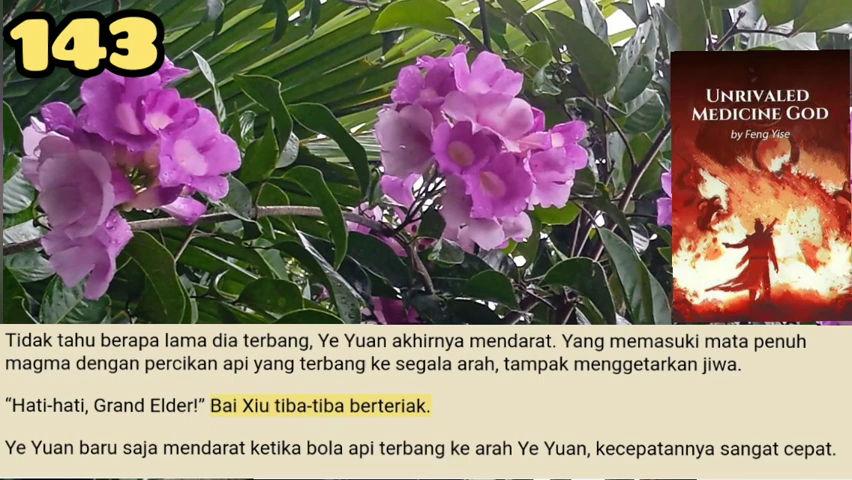 143
UNRIVALED
MEDICINE GOD
by Feng Yise
Tidak tahu berapa lama dia terbang, Ye Yuan akhirnya mendarat. Yang memasuki mata penuh
magma dengan percikan api yang terbang ke segala arah, tampak menggetarkan jiwa.
“Hati-hati, Grand Elder!” Bai Xiu tiba-tiba berteriak.
Ye Yuan baru saja mendarat ketika bola api terbang ke arah Ye Yuan, kecepatannya sangat cepat.